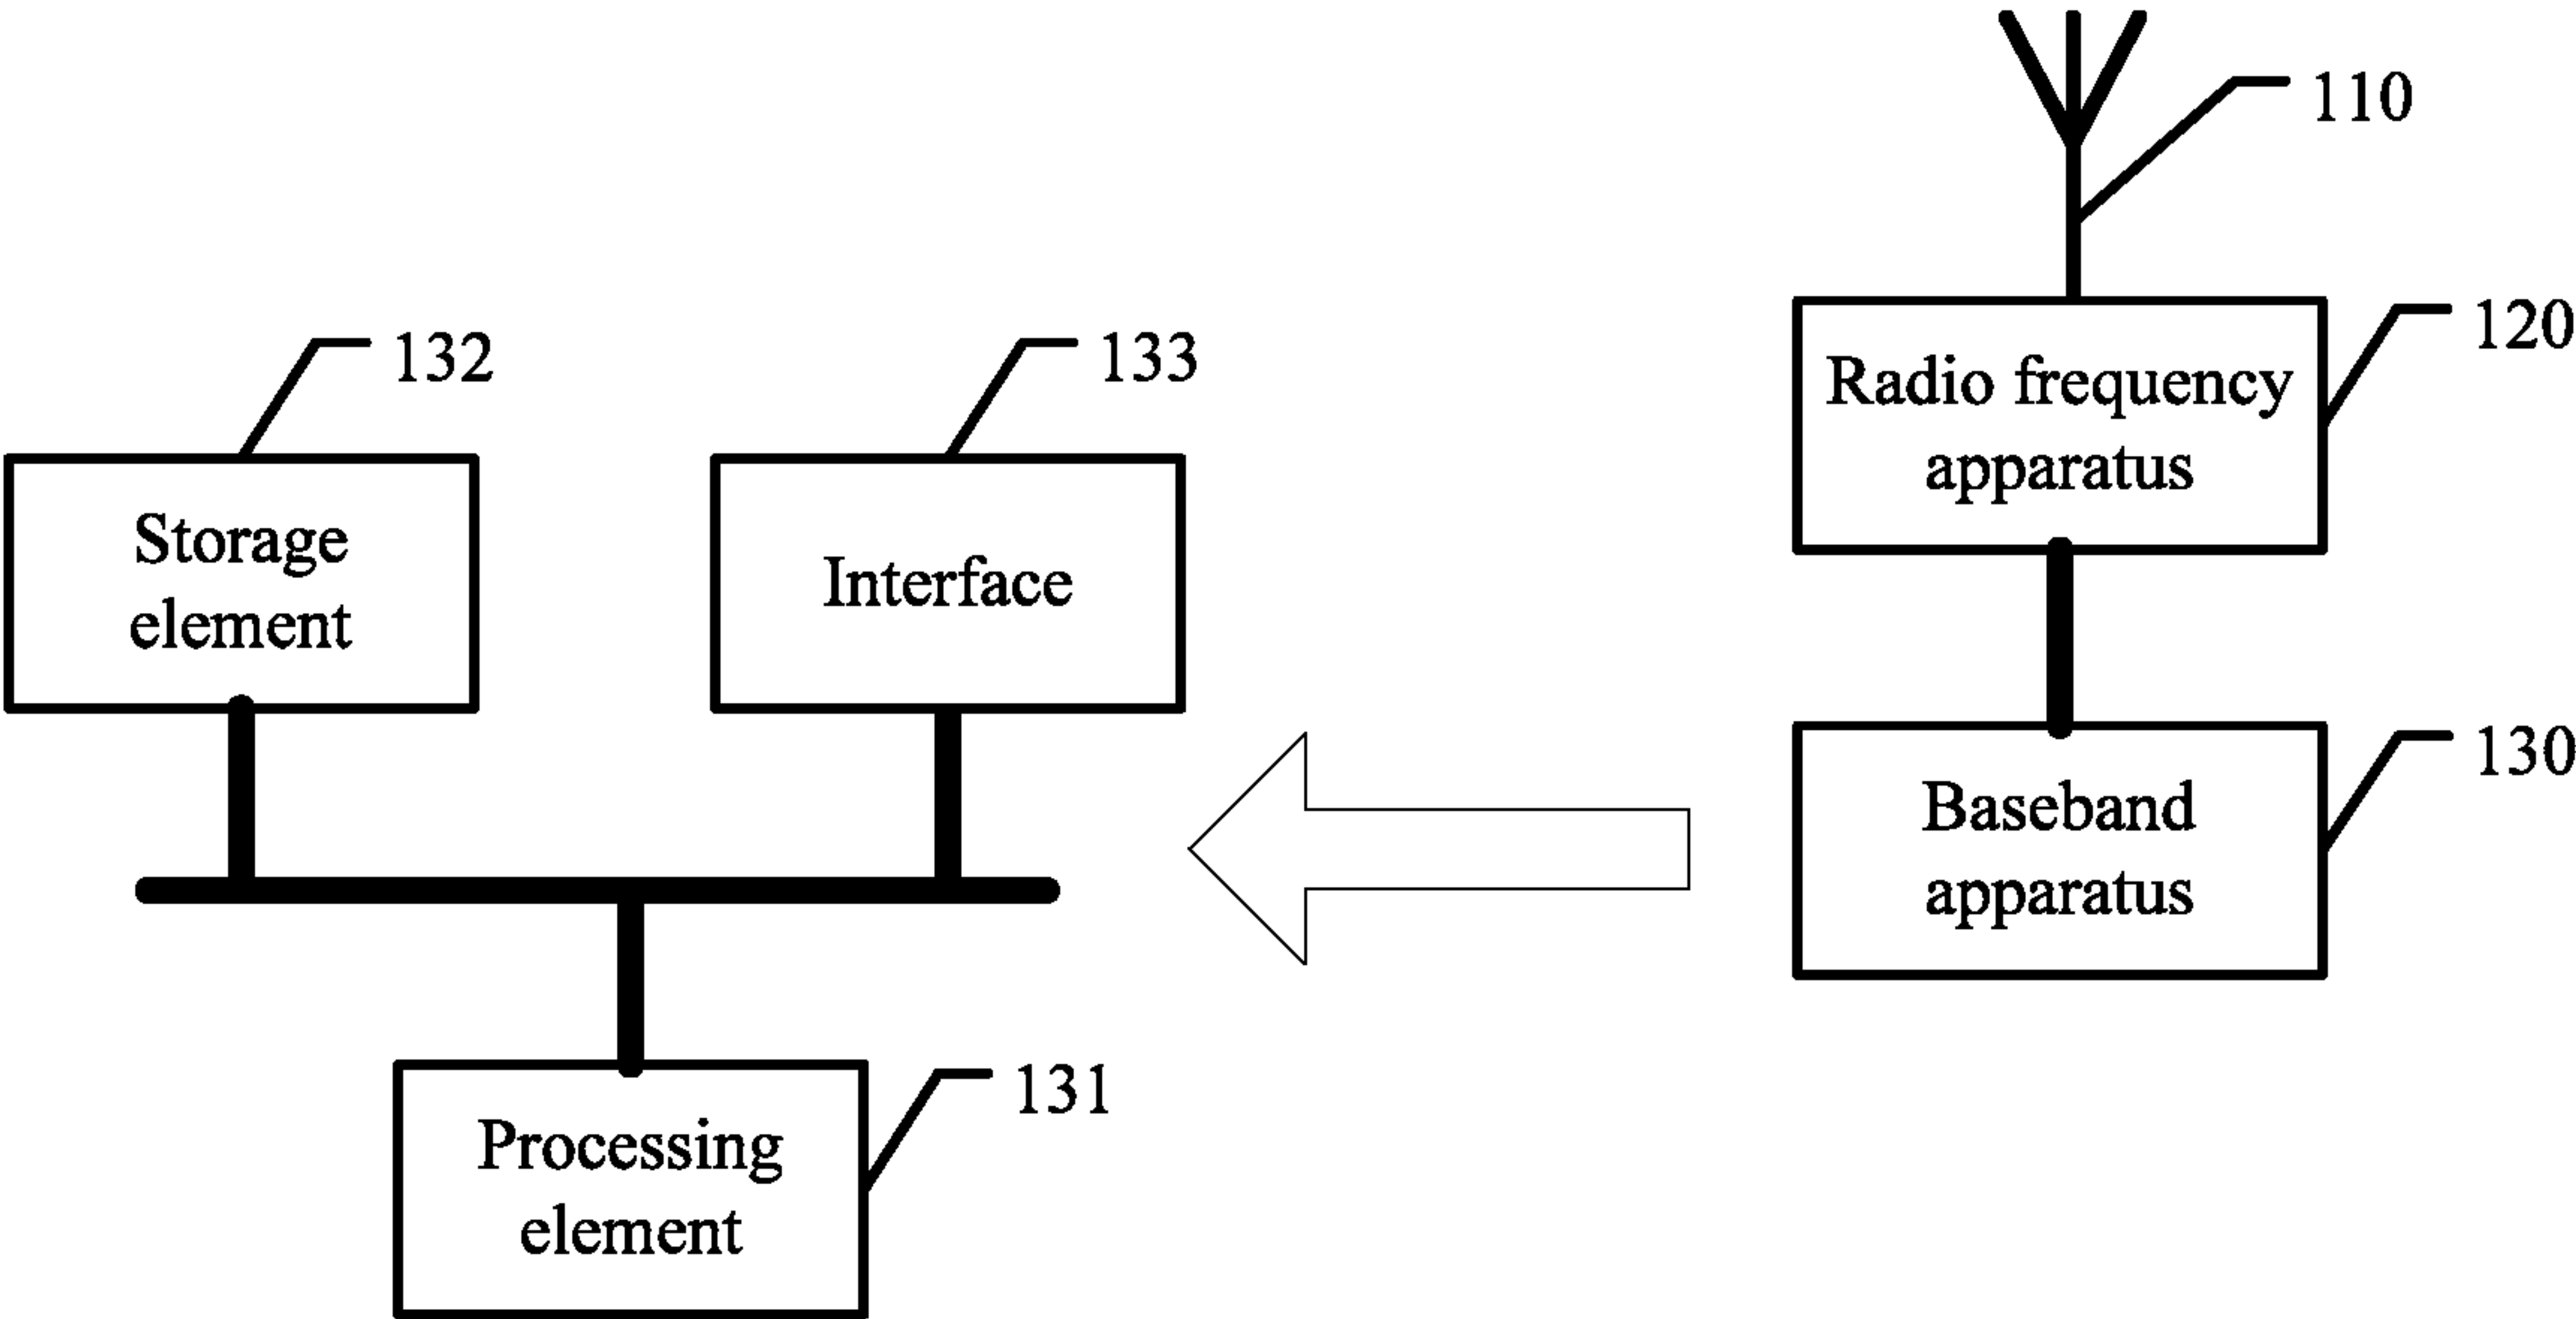 110
120
Radio frequency
apparatus
132
133
Storage
element
Interface
130
Baseband
apparatus
131
Processing
element